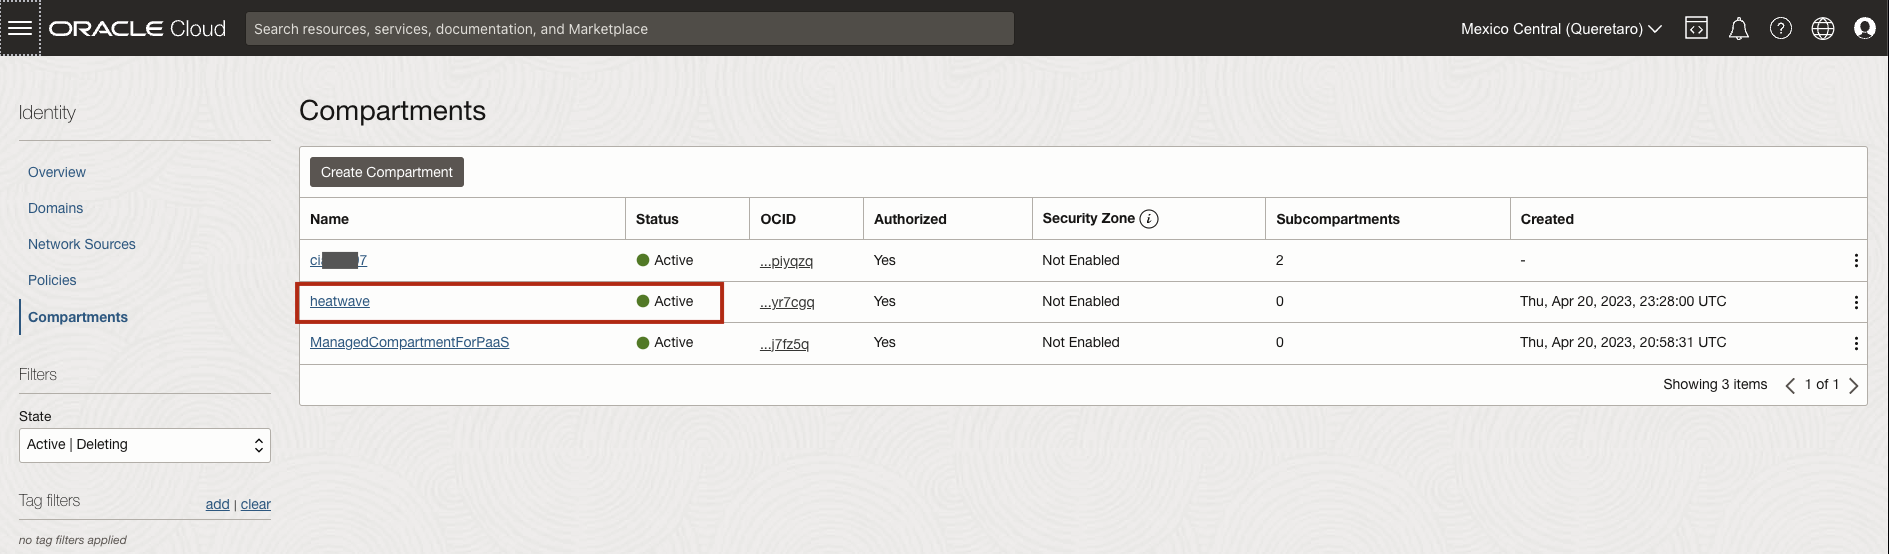 ORACLE Cloud
Search resources, services, documentation, and Marketplace
Mexico Central (Queretaro)
Identity
Overview
Domains
Network Sources
Policies
Compartments
Filters
State
Active | Deleting
Tag filters add | clear
no tag filters applied
Compartments
Create Compartment
Name Status OCID Authorized Security Zone i Subcompartments Created
Active ...piyqzq Yes Not Enabled 2 -
heatwave Active ...yr7cgq Yes Not Enabled 0 Thu, Apr 20, 2023, 23:28:00 UTC
ManagedCompartmentForPaaS Active ...j7fz5q Yes Not Enabled 0 Thu, Apr 20, 2023, 20:58:31 UTC
Showing 3 items < 1 of 1 >